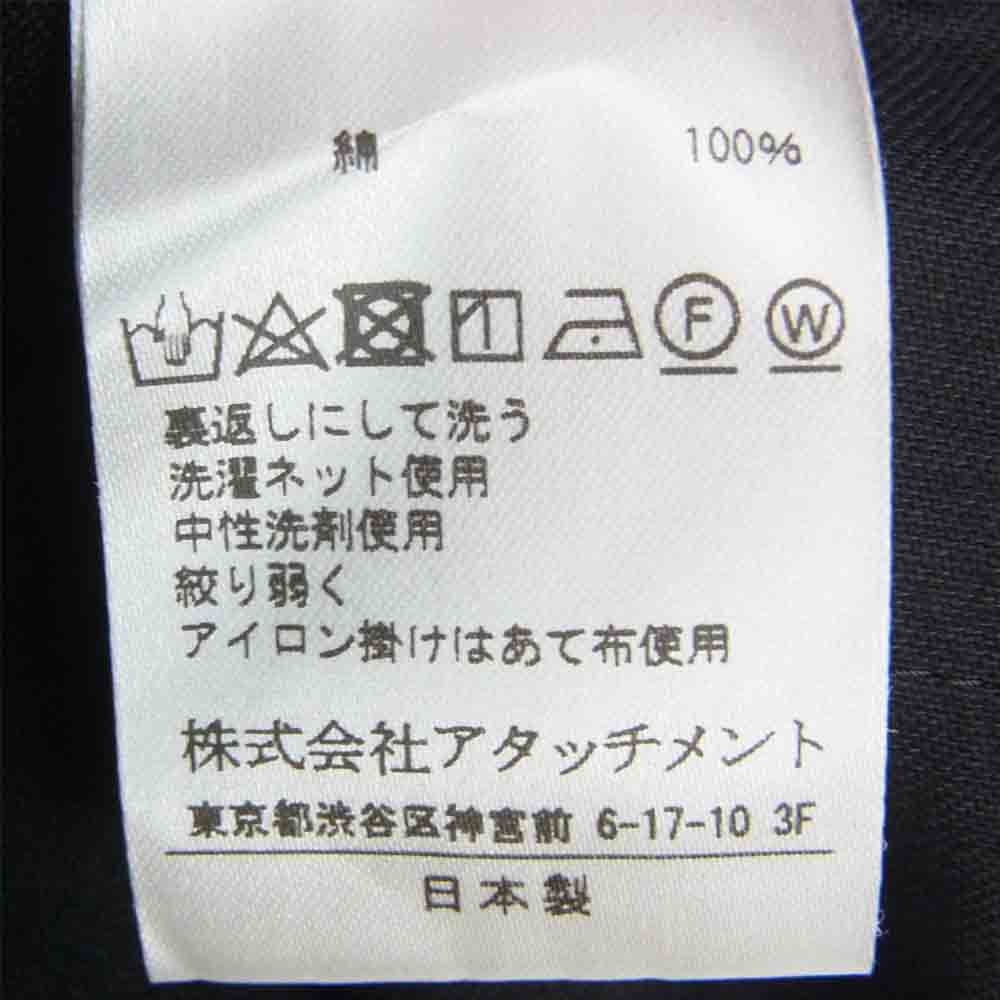 綿 100%
F W
裏返しにして洗う
洗濯ネット使用
中性洗剤使用
絞り弱く
アイロン掛けはあて布使用
株式会社アタッチメント
東京都渋谷区神宮前 6-17-10 3F
日本製